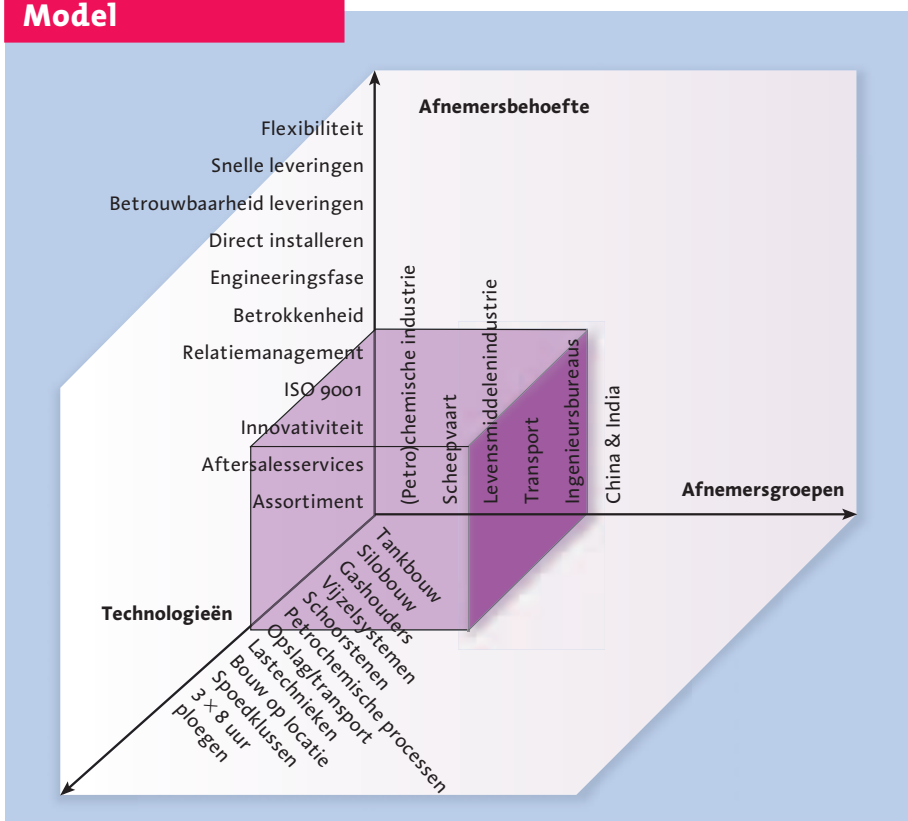 Model
Afnemersbehoefte
Flexibiliteit
Snelle leveringen
Betrouwbaarheid leveringen
Direct installeren
Engineeringsfase
Betrokkenheid
Relatiemanagement
ISO 9001
Innovativiteit
Aftersalesservices
Assortiment
(Petro)chemische industrie
Scheepvaart
Levensmiddelenindustrie
Transport
Ingenieursbureaus
China & India
Afnemersgroepen
Technologieën
Tankbouw
Silobouw
Gashouders
Vijzelsystemen
Schoorstenen
Petrochemische processen
Opslag/transport
Lastechnieken
Bouw op locatie
Spoedklussen
3 × 8 uur
ploegen